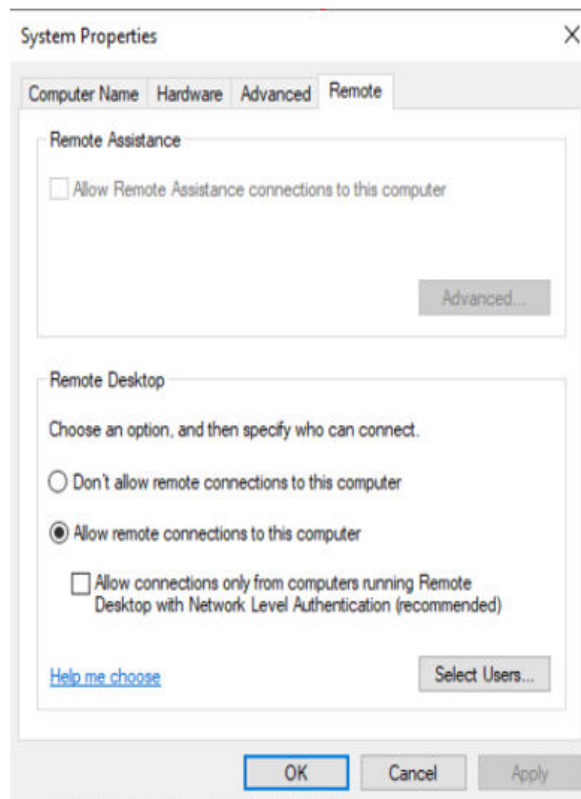 System Properties
Computer Name Hardware Advanced Remote
Remote Assistance
Allow Remote Assistance connections to this computer
Advanced...
Remote Desktop
Choose an option, and then specify who can connect.
Don't allow remote connections to this computer
Allow remote connections to this computer
Allow connections only from computers running Remote
Desktop with Network Level Authentication (recommended)
Help me choose Select Users...
OK Cancel Apply